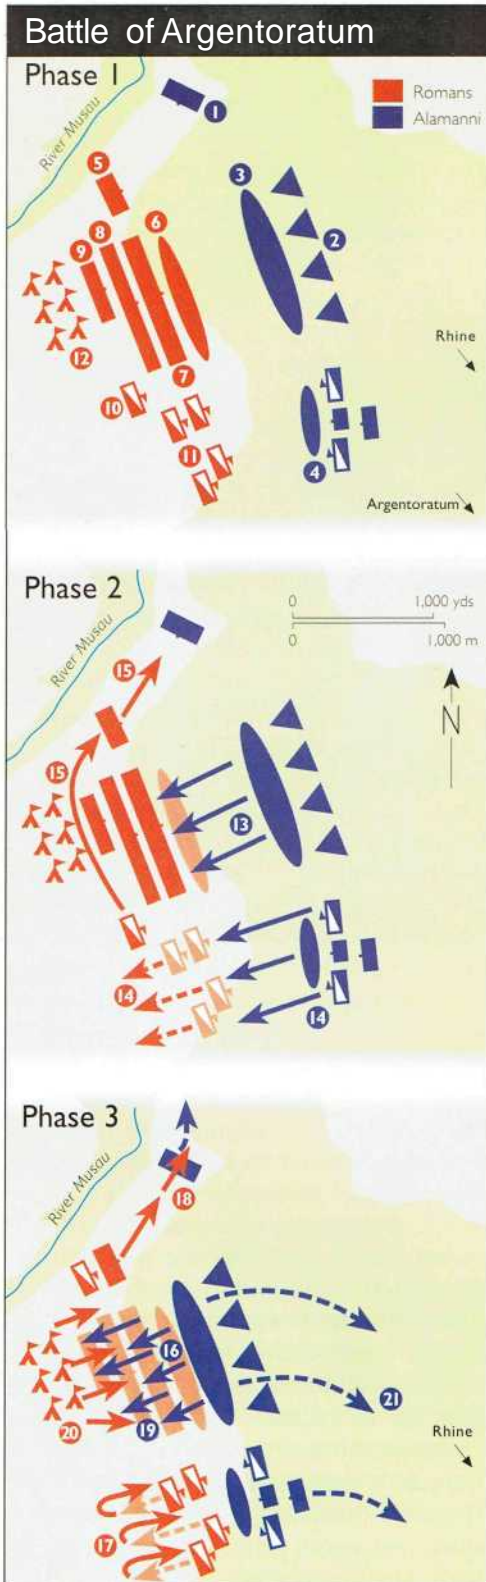 Battle of Argentoratum
Phase 1
Romans
Alamanni
River Musau
1
5
3
2
6
8
9
12
7
10
11
4
Rhine
Argentoratum
Phase 2
0 1,000 yds
0 1,000 m
River Musau
15
N
15
13
14
14
Phase 3
River Musau
18
16
21
20
19
Rhine
17